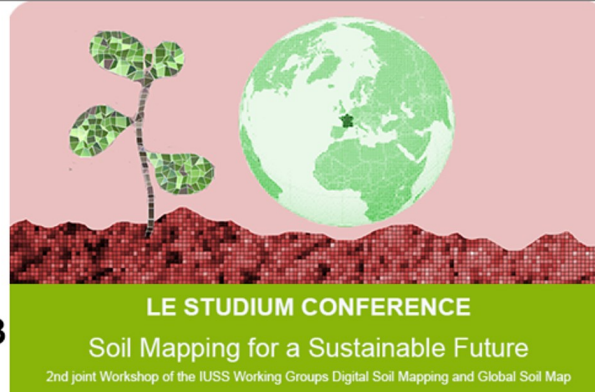 LE STUDIUM CONFERENCE
Soil Mapping for a Sustainable Future
2nd joint Workshop of the IUSS Working Groups Digital Soil Mapping and Global Soil Map